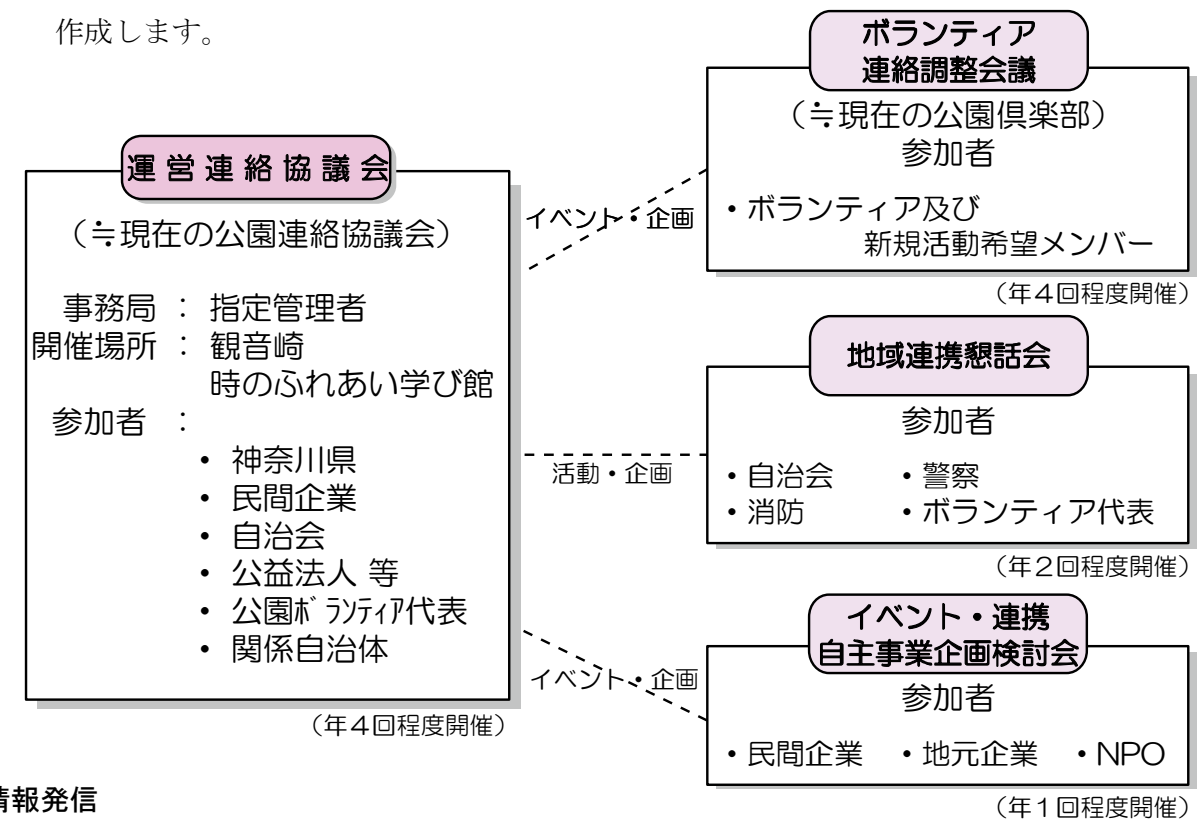 作成します。
運営連絡協議会
（≒現在の公園連絡協議会）
事務局 ： 指定管理者
開催場所 ： 観音崎
時のふれあい学び館
参加者 ：
・ 神奈川県
・ 民間企業
・ 自治会
・ 公益法人 等
・ 公園ﾎﾞﾗﾝﾃｨｱ代表
・ 関係自治体
（年４回程度開催）
イベント・企画
活動・企画
イベント・企画
ボランティア
連絡調整会議
（≒現在の公園倶楽部）
参加者
・ボランティア及び
新規活動希望メンバー
（年４回程度開催）
地域連携懇話会
参加者
・自治会 ・警察
・消防 ・ボランティア代表
（年２回程度開催）
イベント・連携
自主事業企画検討会
参加者
・民間企業 ・地元企業 ・NPO
（年１回程度開催）
情報発信